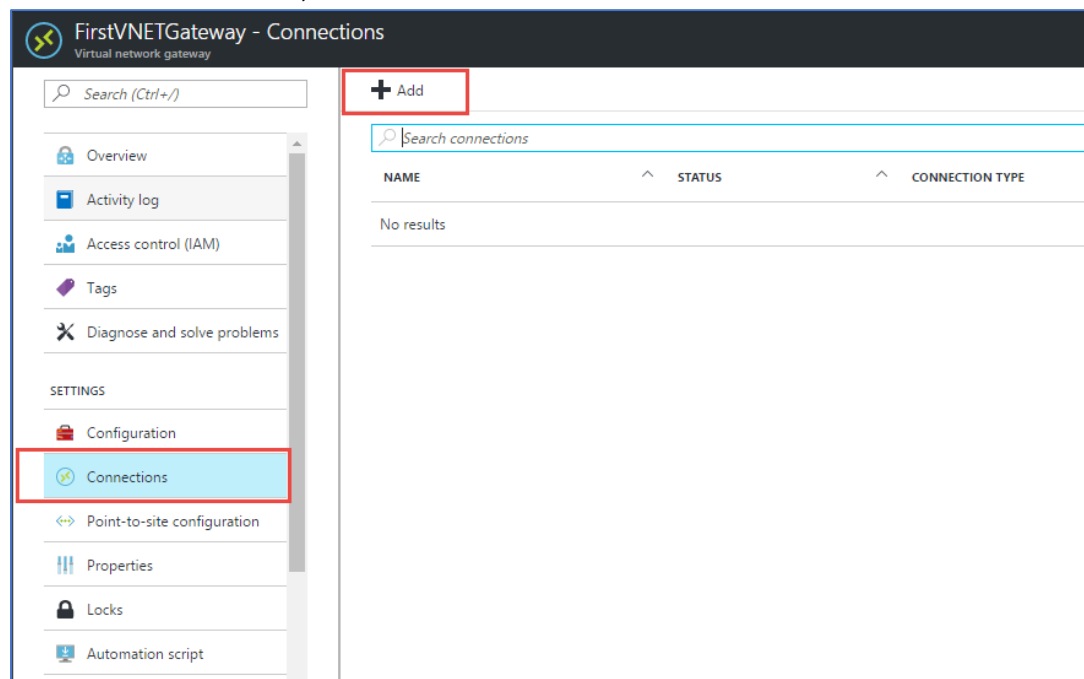 FirstVNETGateway - Connections
Virtual network gateway
Search (Ctrl+/)
Overview
Activity log
Access control (IAM)
Tags
Diagnose and solve problems
SETTINGS
Configuration
Connections
Point-to-site configuration
Properties
Locks
Automation script
Add
Search connections
NAME STATUS CONNECTION TYPE
No results